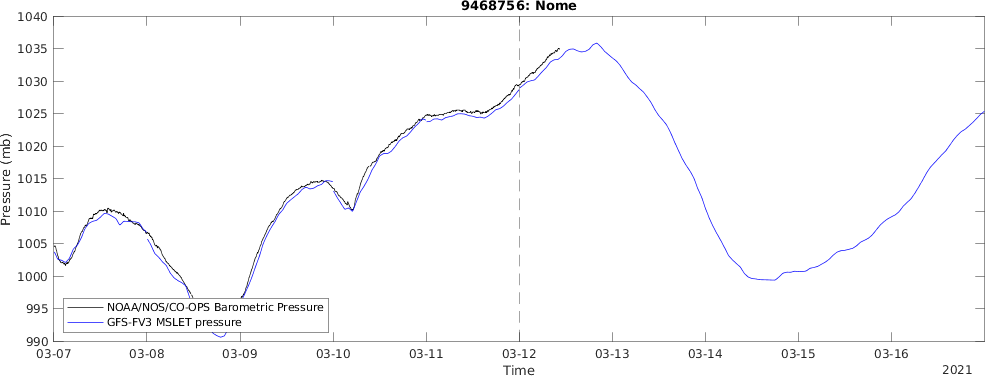 9468756: Nome
1040
1035
1030
1025
1020
1015
1010
1005
1000
995
990
Pressure (mb)
NOAA/NOS/CO-OPS Barometric Pressure
GFS-FV3 MSLET pressure
03-07 03-08 03-09 03-10 03-11 03-12 03-13 03-14 03-15 03-16
Time
2021